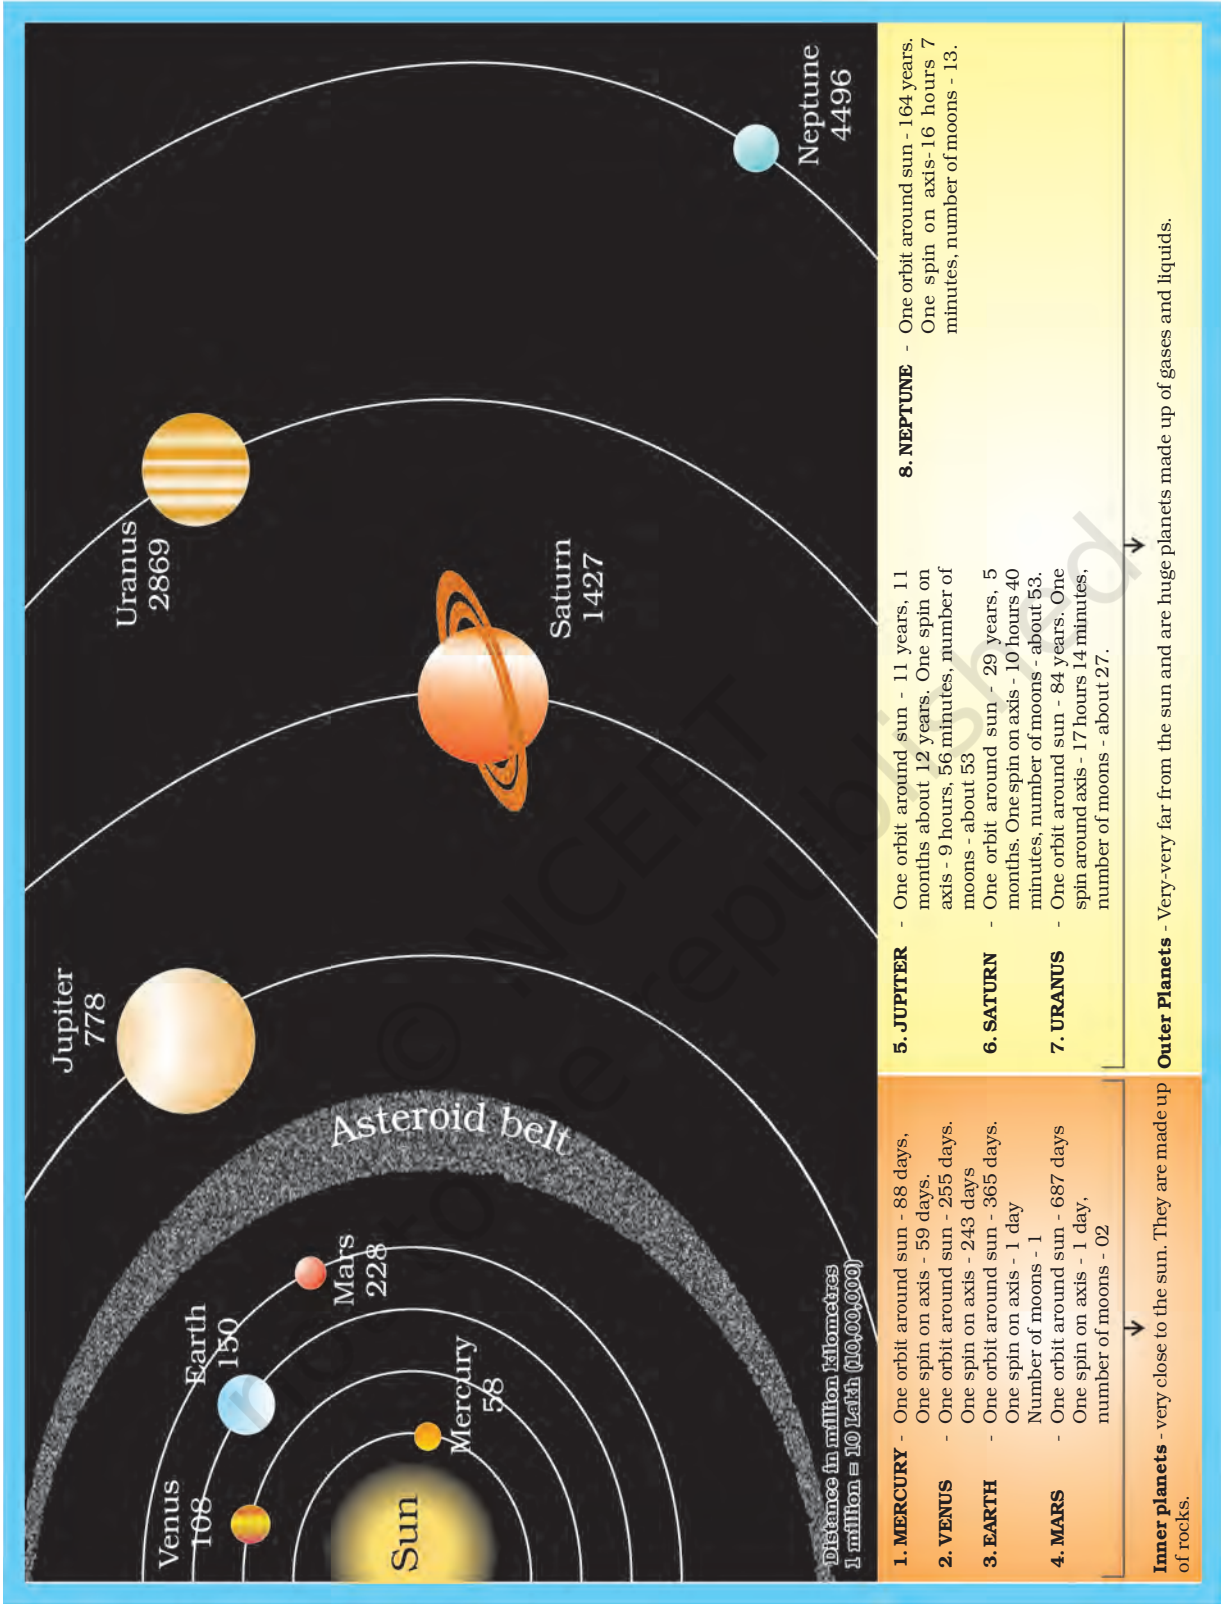 Neptune
4496
Uranus
2869
Saturn
1427
Jupiter
778
Asteroid belt
Mars
228
Earth
150
Mercury
58
Venus
108
Sun
Distance in million kilometres
1 million = 10 Lakh (10,00,000)
1. MERCURY - One orbit around sun - 88 days,
One spin on axis - 59 days.
2. VENUS - One orbit around sun - 255 days.
One spin on axis - 243 days
3. EARTH - One orbit around sun - 365 days.
One spin on axis - 1 day
Number of moons - 1
4. MARS - One orbit around sun - 687 days
One spin on axis - 1 day,
number of moons - 02
Inner planets - very close to the sun. They are made up
of rocks.
5. JUPITER - One orbit around sun - 11 years, 11
months about 12 years. One spin on
axis - 9 hours, 56 minutes, number of
moons - about 53
6. SATURN - One orbit around sun - 29 years, 5
months. One spin on axis - 10 hours 40
minutes, number of moons - about 53.
7. URANUS - One orbit around sun - 84 years. One
spin around axis - 17 hours 14 minutes,
number of moons - about 27.
8. NEPTUNE - One orbit around sun - 164 years.
One spin on axis-16 hours 7
minutes, number of moons - 13.
Outer Planets - Very-very far from the sun and are huge planets made up of gases and liquids.
© NCERT
not to be republished